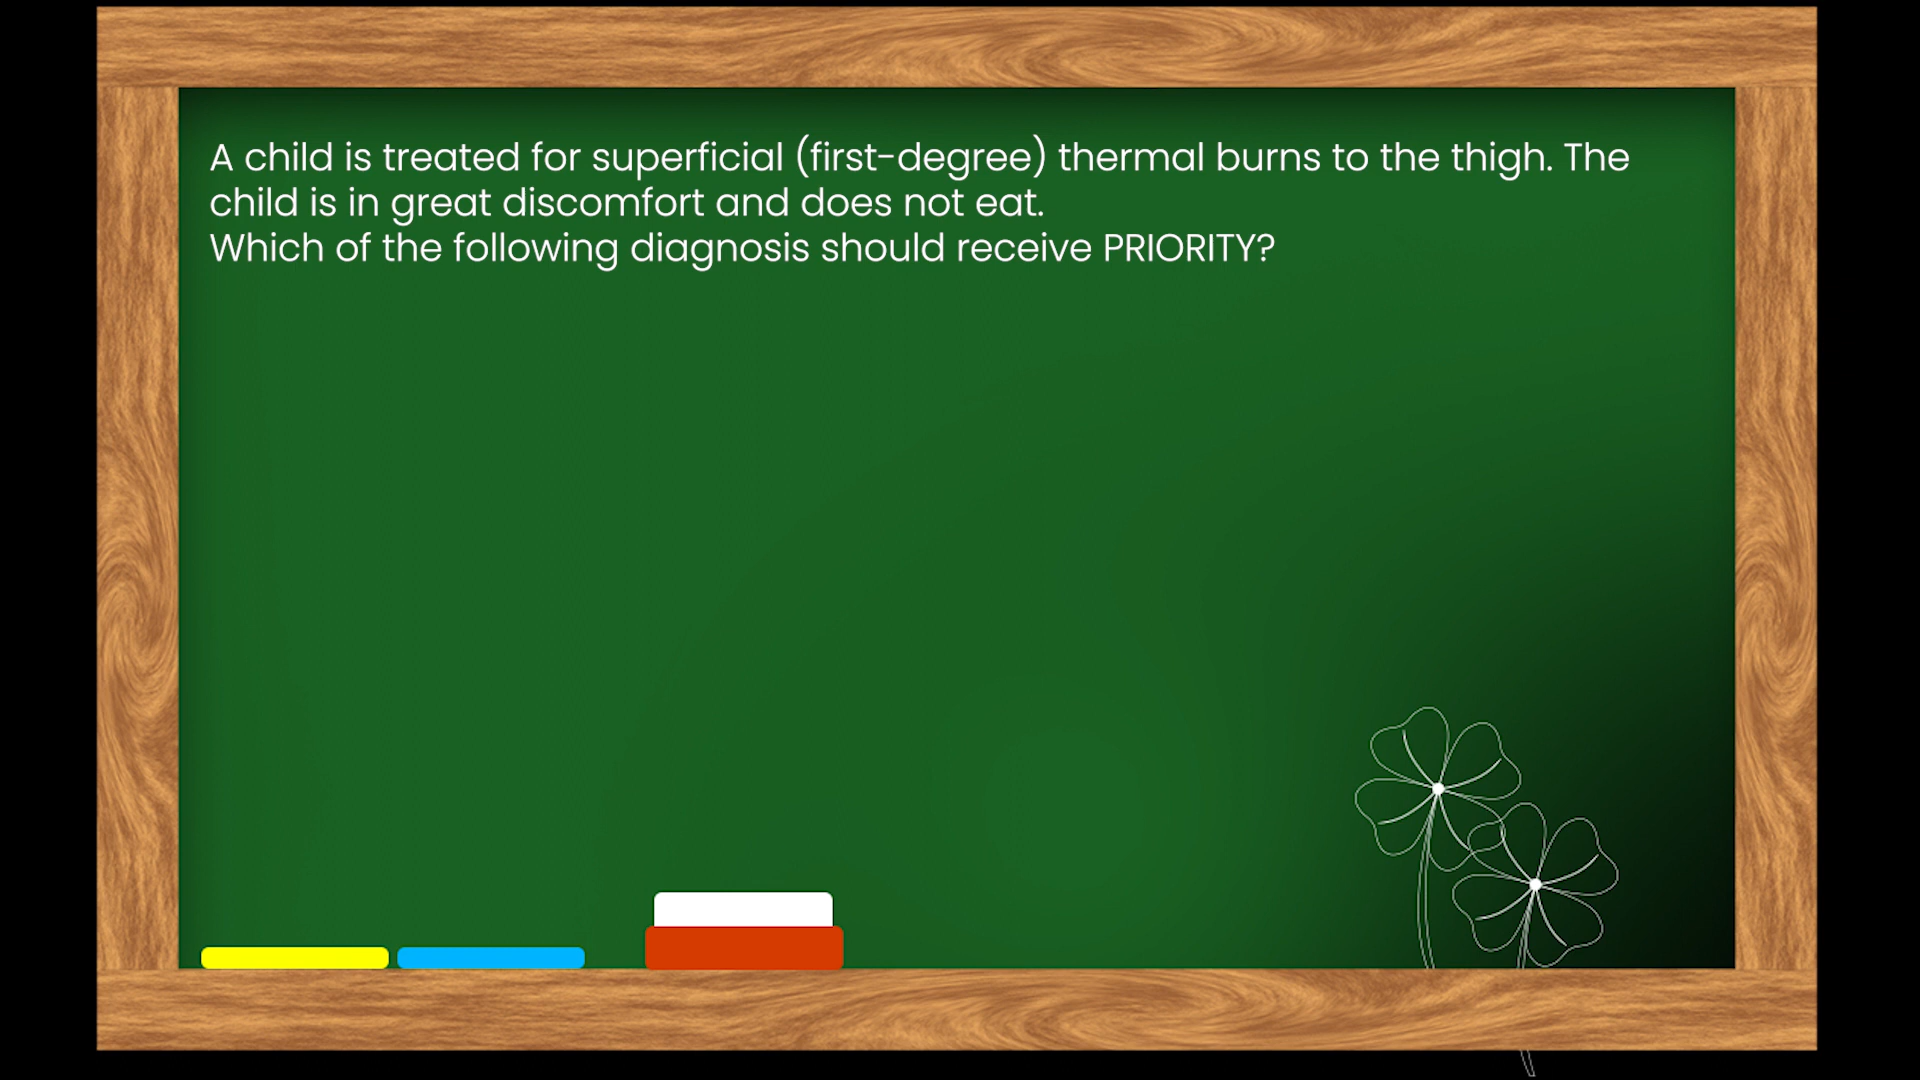 A child is treated for superficial (first-degree) thermal burns to the thigh. The
child is in great discomfort and does not eat.
Which of the following diagnosis should receive PRIORITY?